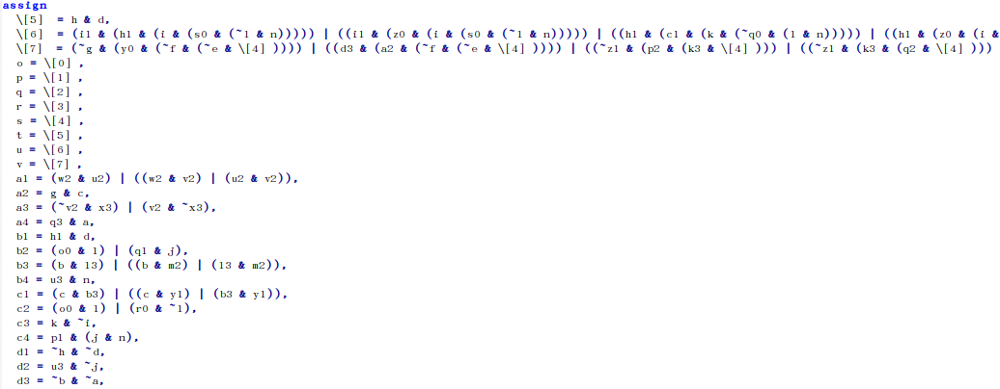 assign
\[5] = h & d,
\[6] = (i1 & (h1 & (i & (s0 & (~l & n))))) | ((i1 & (z0 & (i & (s0 & (~l & n))))) | ((h1 & (c1 & (k & (~q0 & (l & n))))) | ((h1 & (z0 & (i &
\[7] = (~g & (y0 & (~f & (~e & \[4] )))) | ((d3 & (a2 & (~f & (~e & \[4] )))) | ((~z1 & (p2 & (k3 & \[4] ))) | ((~z1 & (k3 & (q2 & \[4] )))
o = \[0] ,
p = \[1] ,
q = \[2] ,
r = \[3] ,
s = \[4] ,
t = \[5] ,
u = \[6] ,
v = \[7] ,
a1 = (w2 & u2) | ((w2 & v2) | (u2 & v2)),
a2 = g & c,
a3 = (~v2 & x3) | (v2 & ~x3),
a4 = q3 & a,
b1 = h1 & d,
b2 = (o0 & l) | (q1 & j),
b3 = (b & l3) | ((b & m2) | (l3 & m2)),
b4 = u3 & n,
c1 = (c & b3) | ((c & y1) | (b3 & y1)),
c2 = (o0 & l) | (r0 & ~l),
c3 = k & ~i,
c4 = p1 & (j & n),
d1 = ~h & ~d,
d2 = u3 & ~j,
d3 = ~b & ~a,